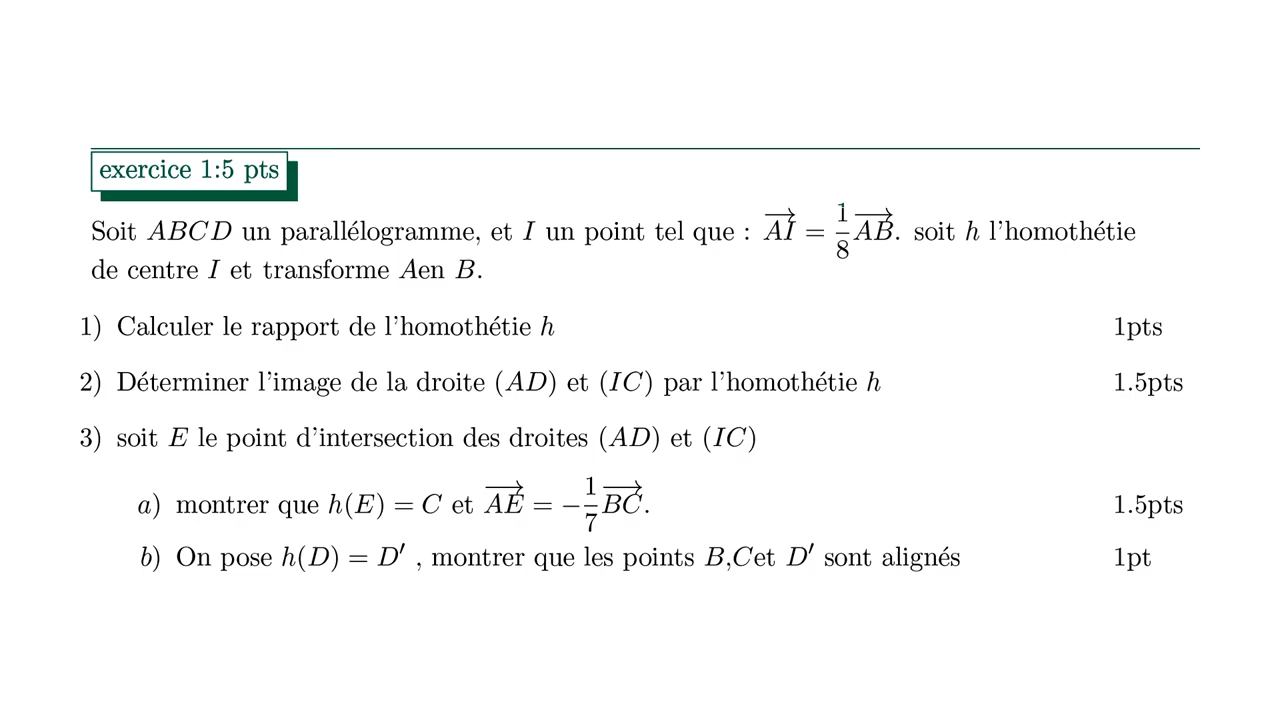 exercice 1:5 pts
Soit $ABCD$ un parallélogramme, et $I$ un point tel que : $\overrightarrow{AI} = \frac{1}{8}\overrightarrow{AB}$. soit $h$ l'homothétie
de centre $I$ et transforme $A$en $B$.
1) Calculer le rapport de l'homothétie $h$ 1pts
2) Déterminer l'image de la droite $(AD)$ et $(IC)$ par l'homothétie $h$ 1.5pts
3) soit $E$ le point d'intersection des droites $(AD)$ et $(IC)$
a) montrer que $h(E) = C$ et $\overrightarrow{AE} = -\frac{1}{7}\overrightarrow{BC}$. 1.5pts
b) On pose $h(D) = D'$ , montrer que les points $B$,$C$et $D'$ sont alignés 1pt